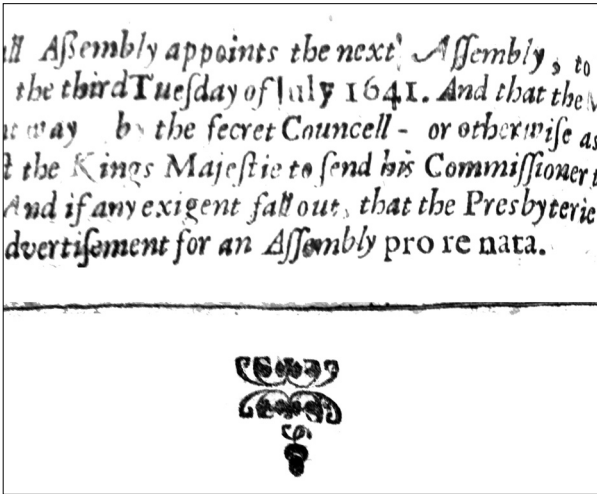 all Aſſembly appoints the next Aſſembly, to
the third Tueſday of July 1641. And that the
way by the ſecret Councell - or otherwiſe as
the Kings Majeſtie to ſend his Commiſſioner t
And if any exigent fall out, that the Presbyterie
dvertiſement for an Aſſembly pro re nata.